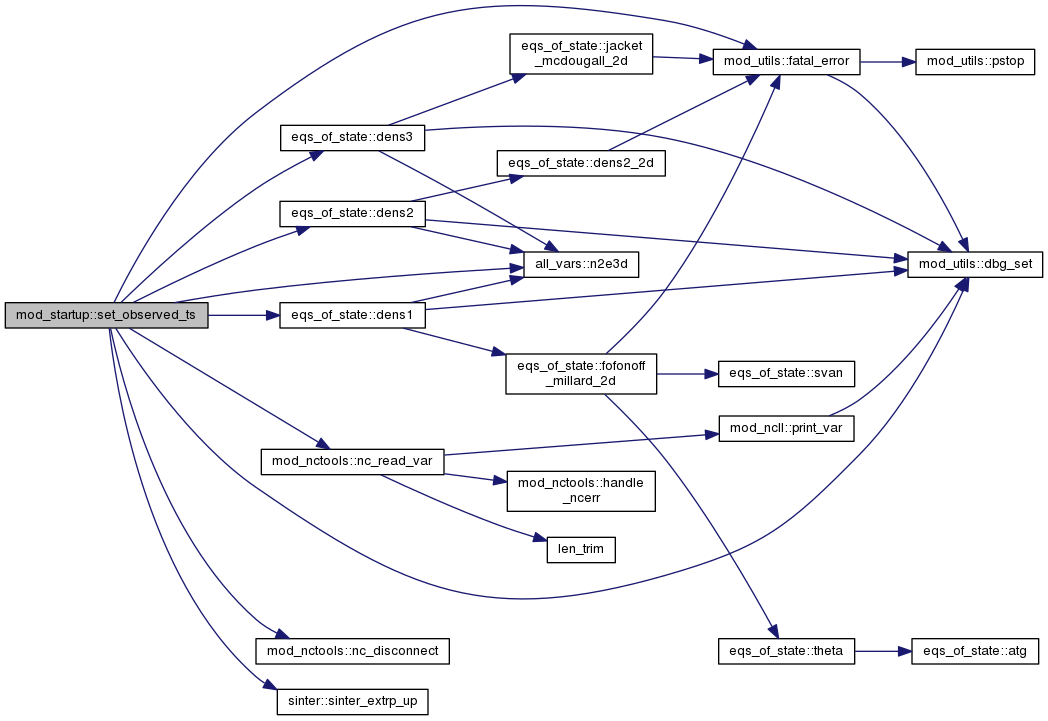 eqs_of_state::jacket
_mcdougall_2d
mod_utils::fatal_error
mod_utils::pstop
eqs_of_state::dens3
eqs_of_state::dens2_2d
eqs_of_state::dens2
all_vars::n2e3d
mod_utils::dbg_set
mod_startup::set_observed_ts
eqs_of_state::dens1
eqs_of_state::fofonoff
_millard_2d
eqs_of_state::svan
mod_ncll::print_var
mod_nctools::nc_read_var
mod_nctools::handle
_ncerr
len_trim
mod_nctools::nc_disconnect
eqs_of_state::theta
eqs_of_state::atg
sinter::sinter_extrp_up